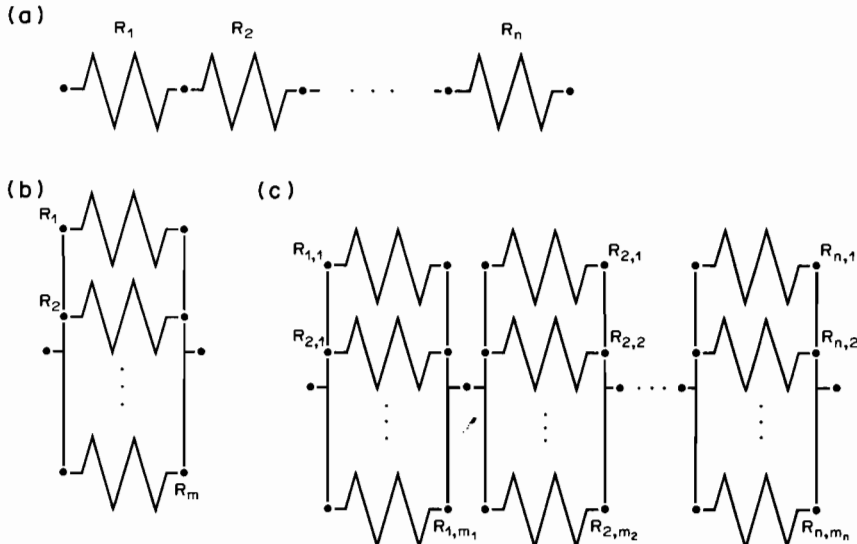 (a)
R₁ R₂ Rₙ
. . .
(b)
R₁
R₂
Rₘ
(c)
R₁,₁ R₂,₁ Rₙ,₁
R₂,₁ R₂,₂ Rₙ,₂
R₁,ₘ₁ R₂,ₘ₂ Rₙ,ₘₙ